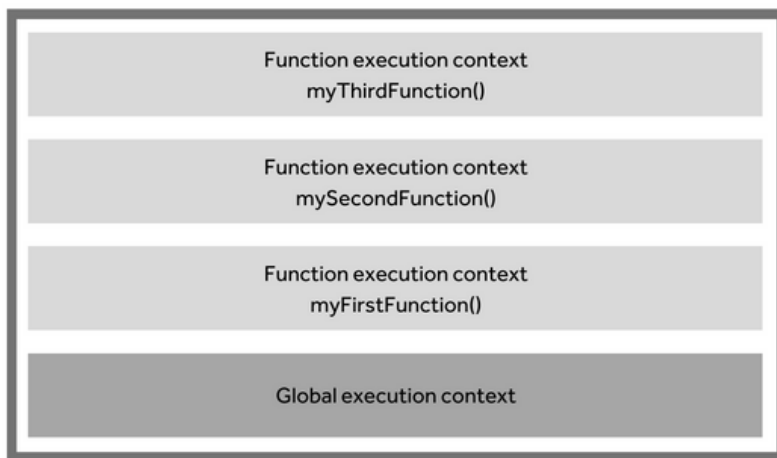 Function execution context
myThirdFunction()
Function execution context
mySecondFunction()
Function execution context
myFirstFunction()
Global execution context